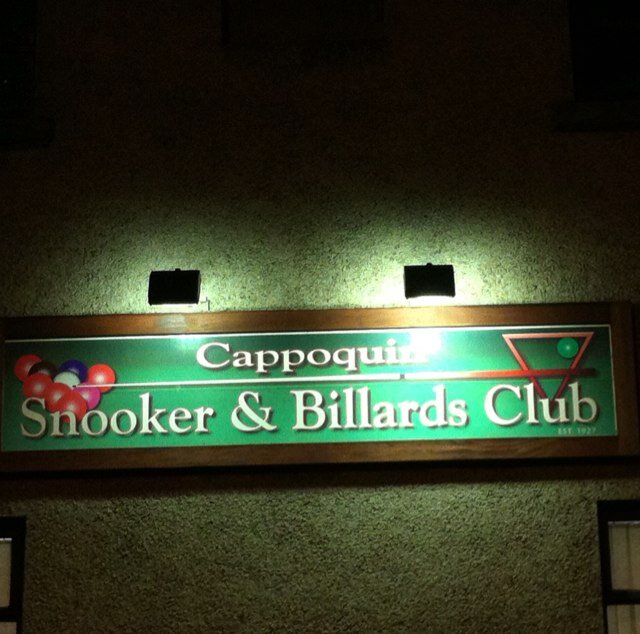 Cappoquin
Snooker & Billards Club
EST. 1927